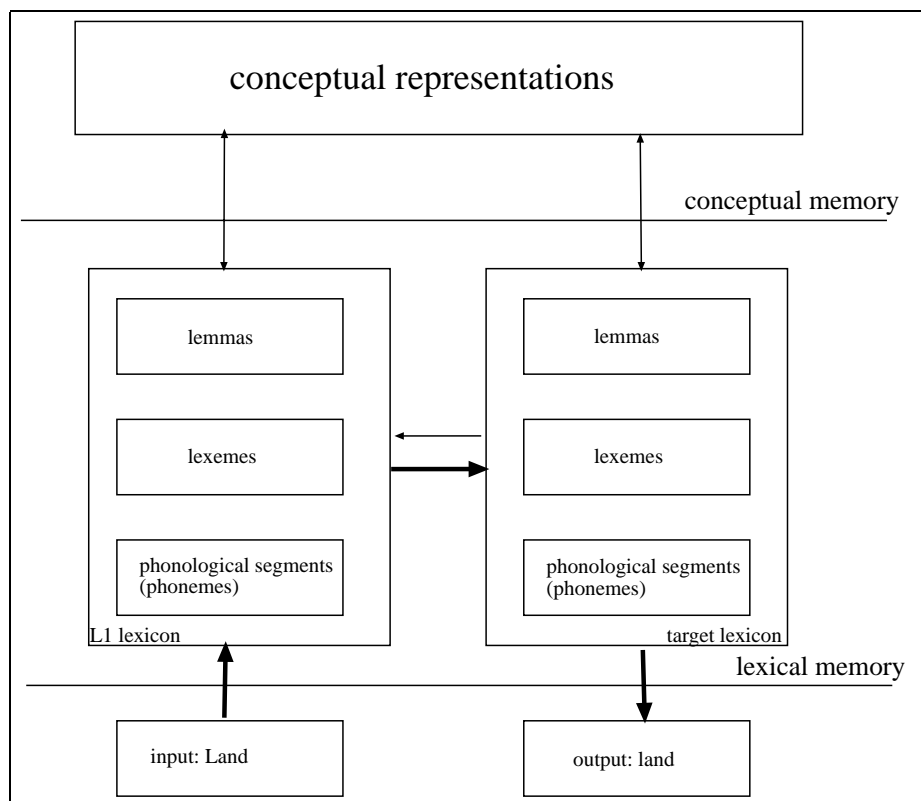 conceptual representations
conceptual memory
lemmas
lexemes
phonological segments
(phonemes)
L1 lexicon
lemmas
lexemes
phonological segments
(phonemes)
target lexicon
lexical memory
input: Land
output: land